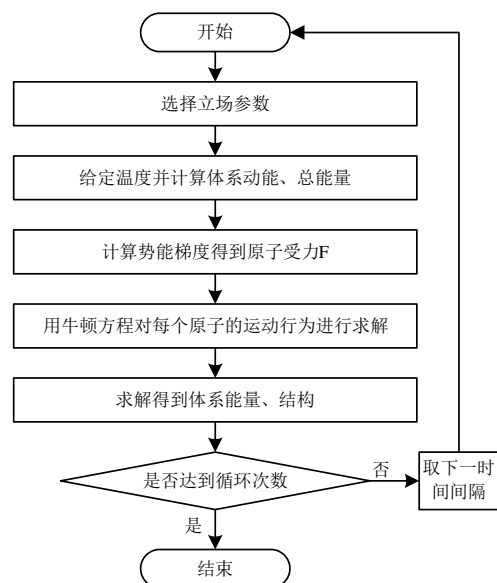 开始
选择立场参数
给定温度并计算体系动能、总能量
计算势能梯度得到原子受力F
用牛顿方程对每个原子的运动行为进行求解
求解得到体系能量、结构
是否达到循环次数
否
取下一时
间间隔
是
结束